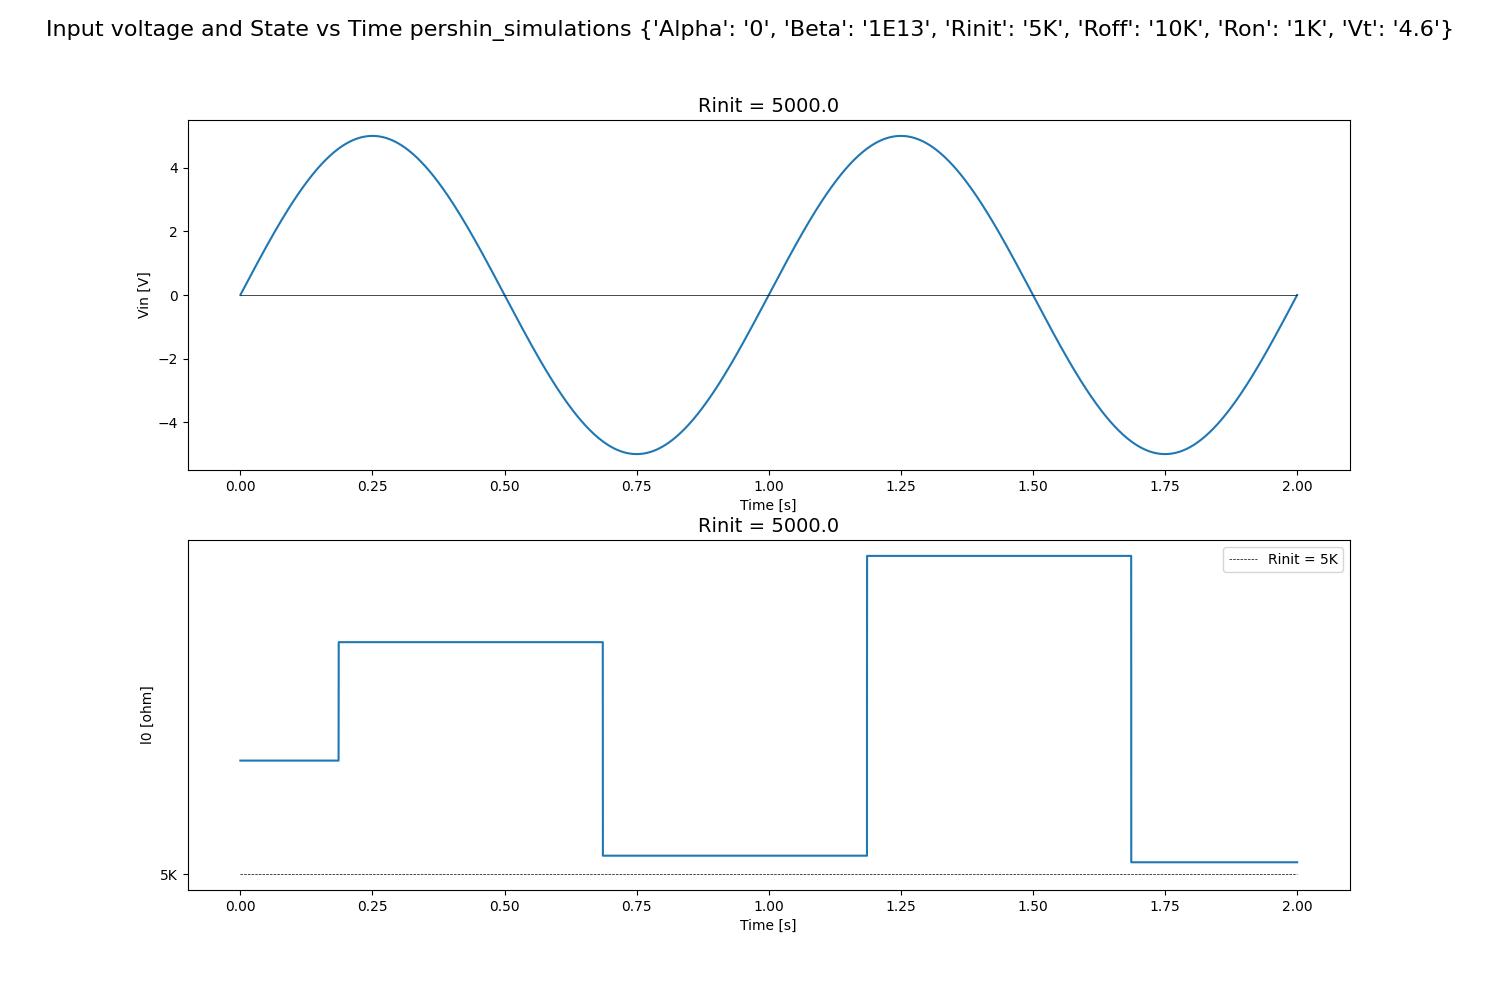 Input voltage and State vs Time pershin_simulations {'Alpha': '0', 'Beta': '1E13', 'Rinit': '5K', 'Roff': '10K', 'Ron': '1K', 'Vt': '4.6'}
Rinit = 5000.0
4
2
0
−2
−4
Vin [V]
0.00 0.25 0.50 0.75 1.00 1.25 1.50 1.75 2.00
Time [s]
Rinit = 5000.0
Rinit = 5K
l0 [ohm]
5K
0.00 0.25 0.50 0.75 1.00 1.25 1.50 1.75 2.00
Time [s]